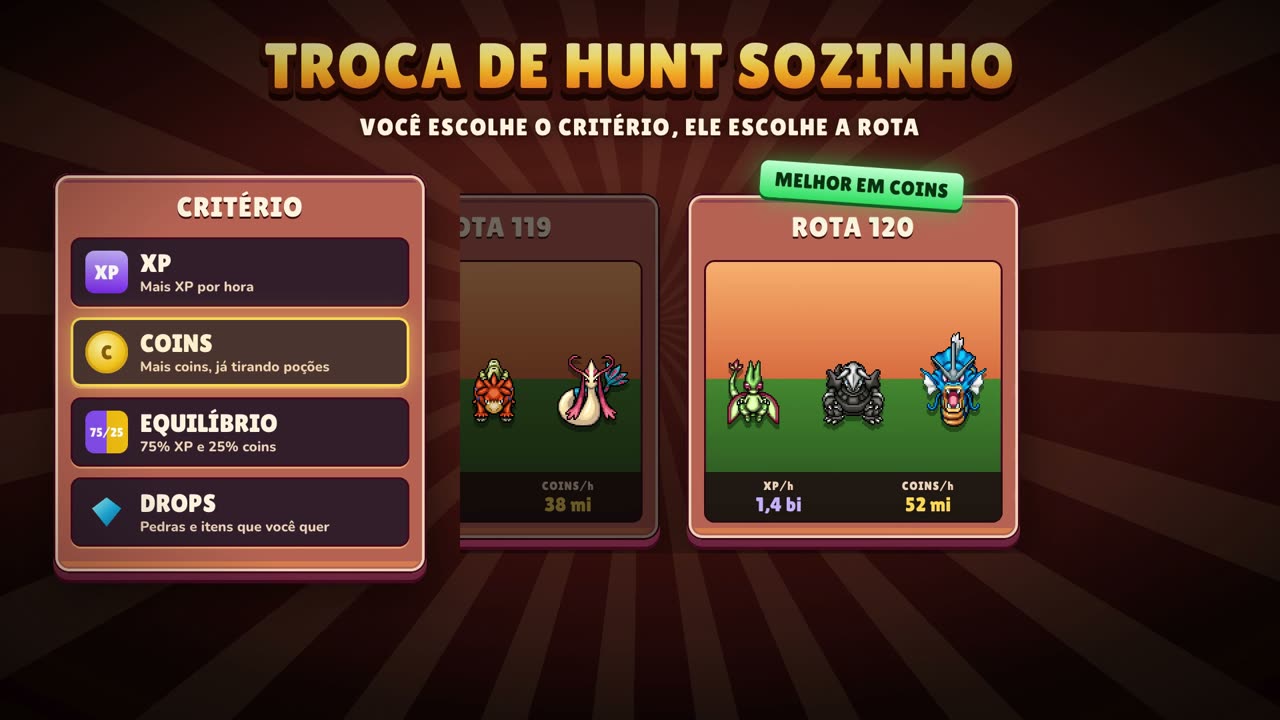 TROCA DE HUNT SOZINHO
VOCÊ ESCOLHE O CRITÉRIO, ELE ESCOLHE A ROTA
CRITÉRIO
XP
XP
Mais XP por hora
C
COINS
Mais coins, já tirando poções
75/25
EQUILÍBRIO
75% XP e 25% coins
DROPS
Pedras e itens que você quer
OTA 119
COINS/h
38 mi
MELHOR EM COINS
ROTA 120
XP/h
1,4 bi
COINS/h
52 mi